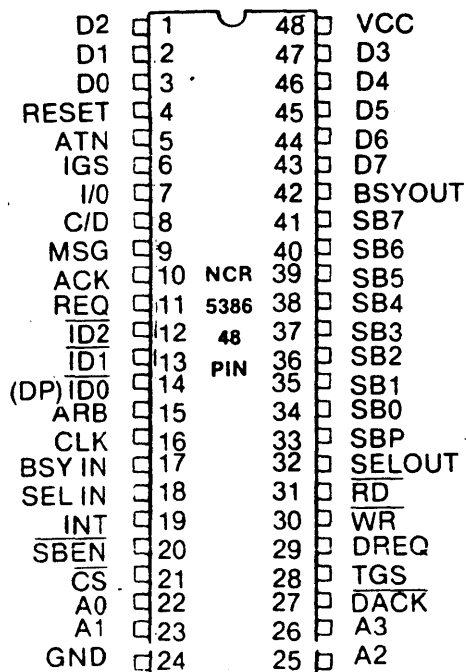 D2 1 48 VCC
D1 2 47 D3
D0 3 46 D4
RESET 4 45 D5
ATN 5 44 D6
IGS 6 43 D7
I/0 7 42 BSYOUT
C/D 8 41 SB7
MSG 9 40 SB6
ACK 10 NCR 39 SB5
REQ 11 5386 38 SB4
ID2 12 48 37 SB3
ID1 13 PIN 36 SB2
(DP) ID0 14 35 SB1
ARB 15 34 SB0
CLK 16 33 SBP
BSY IN 17 32 SELOUT
SEL IN 18 31 RD
INT 19 30 WR
SBEN 20 29 DREQ
CS 21 28 TGS
A0 22 27 DACK
A1 23 26 A3
GND 24 25 A2